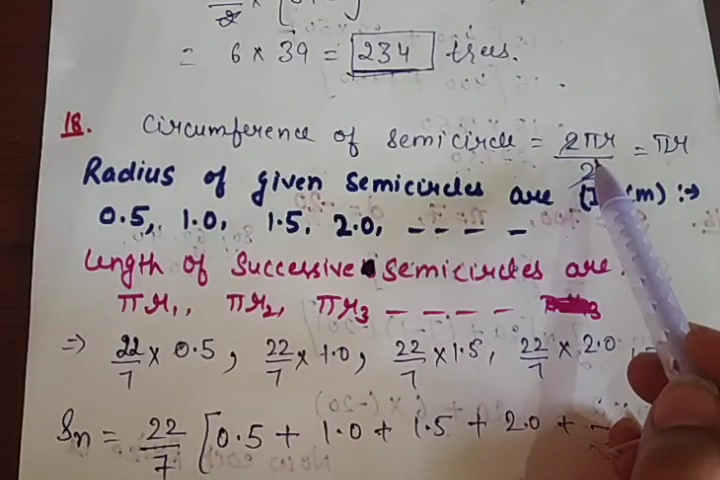 = 6 × 39 = 234 trees.
18. Circumference of semicircle = 2πr/2 = πr
Radius of given semicircles are (In cm) :→
0.5, 1.0, 1.5, 2.0, - - - -
Length of Successive semicircles are.
πr₁, πr₂, πr₃ - - - -
⇒ 22/7 × 0.5, 22/7 × 1.0, 22/7 × 1.5, 22/7 × 2.0, -
Sn = 22/7 [0.5 + 1.0 + 1.5 + 2.0 +